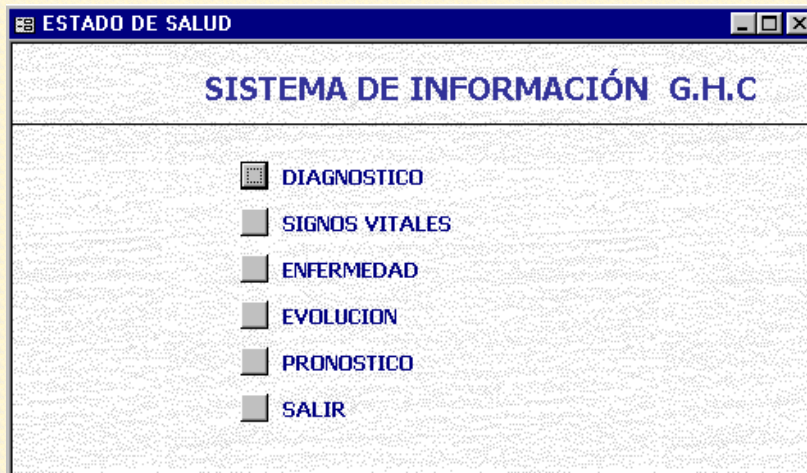 ESTADO DE SALUD
SISTEMA DE INFORMACIÓN G.H.C
DIAGNOSTICO
SIGNOS VITALES
ENFERMEDAD
EVOLUCION
PRONOSTICO
SALIR